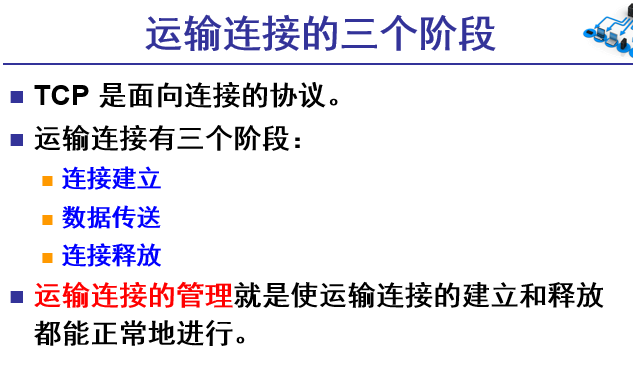 运输连接的三个阶段
TCP 是面向连接的协议。
运输连接有三个阶段：
连接建立
数据传送
连接释放
运输连接的管理就是使运输连接的建立和释放
都能正常地进行。